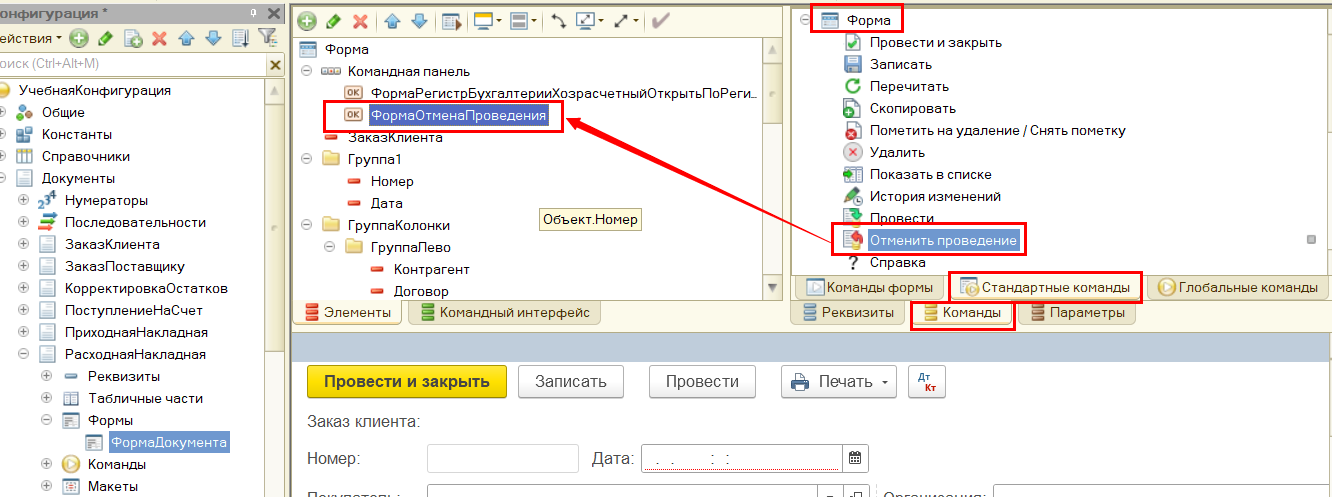 онфигурация *
ействия
оиск (Ctrl+Alt+M)
УчебнаяКонфигурация
Общие
Константы
Справочники
Документы
Нумераторы
Последовательности
ЗаказКлиента
ЗаказПоставщику
КорректировкаОстатков
ПоступлениеНаСчет
ПриходнаяНакладная
РасходнаяНакладная
Реквизиты
Табличные части
Формы
ФормаДокумента
Команды
Макеты
Форма
Командная панель
OK ФормаРегистрБухгалтерииХозрасчетныйОткрытьПоРеги...
OK ФормаОтменаПроведения
ЗаказКлиента
Группа1
Номер
Дата
ГруппаКолонки
ГруппаЛево
Контрагент
Договор
Объект.Номер
Элементы
Командный интерфейс
Форма
Провести и закрыть
Записать
Перечитать
Скопировать
Пометить на удаление / Снять пометку
Удалить
Показать в списке
История изменений
Провести
Отменить проведение
? Справка
Команды формы
Стандартные команды
Глобальные команды
Реквизиты
Команды
Параметры
Провести и закрыть
Записать
Провести
Печать
Дт
Кт
Заказ клиента:
Номер:
Дата:
. . : :
Покупатель:
Организация: